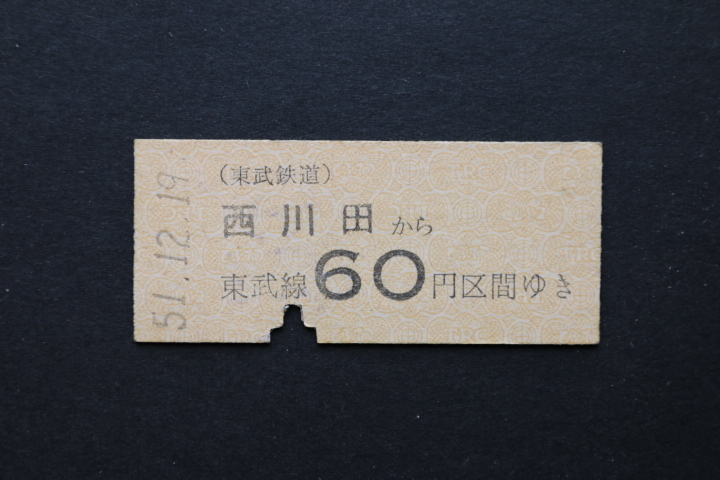 51.12.19
(東武鉄道)
西川田から
東武線60円区間ゆき